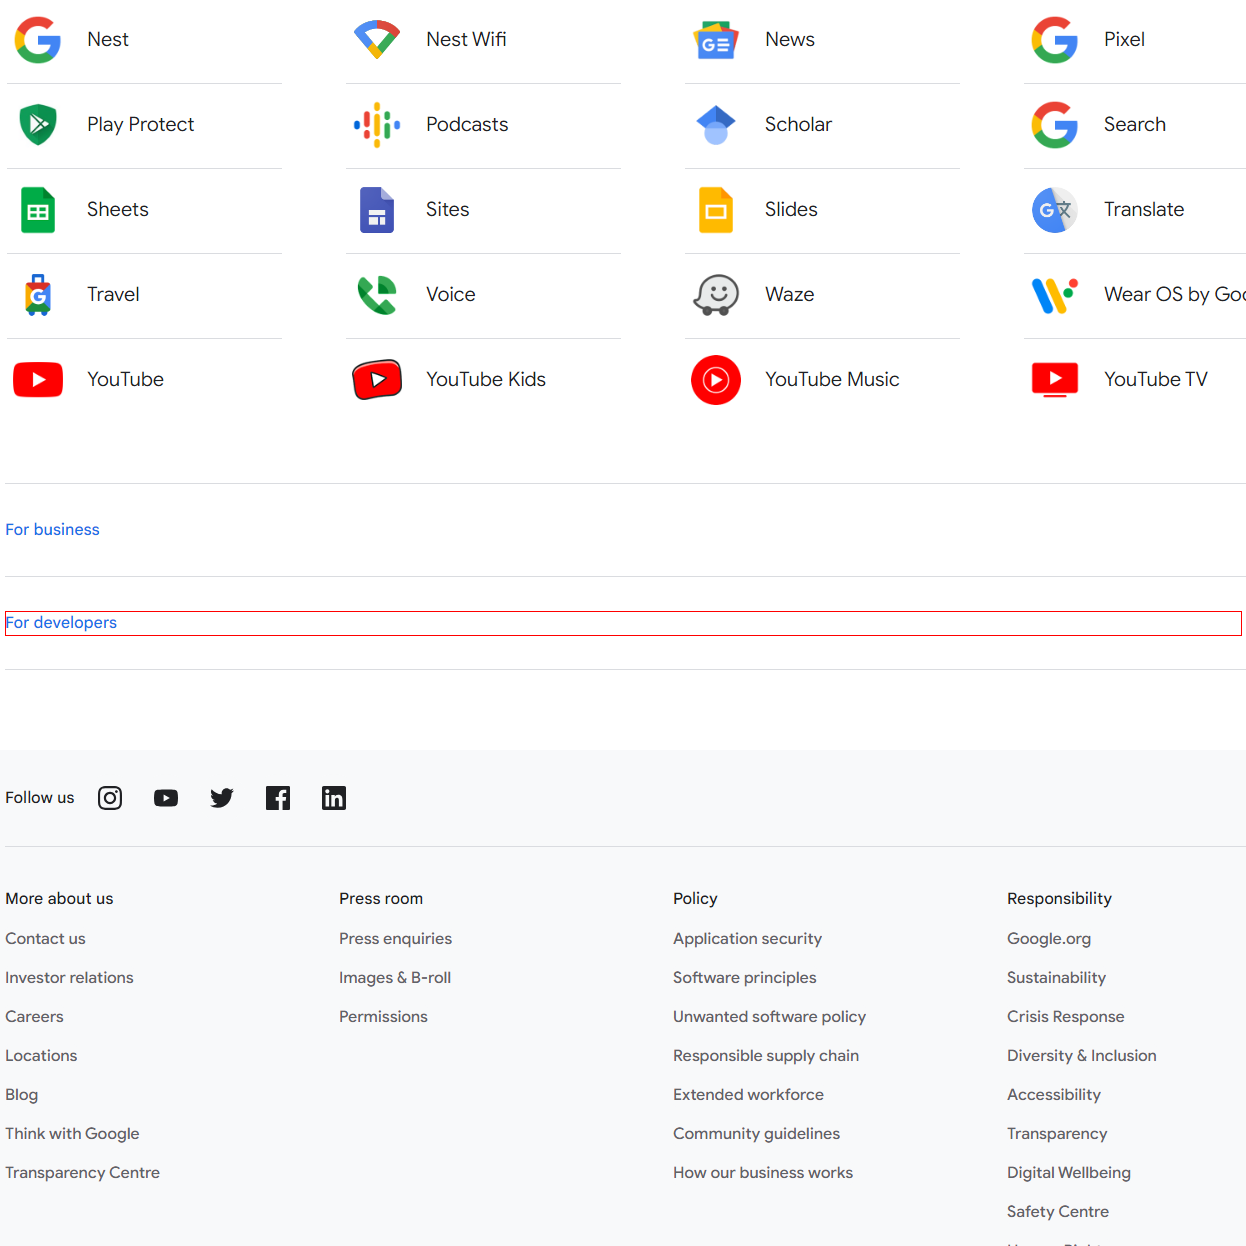 Nest
Nest Wifi
News
Pixel
Play Protect
Podcasts
Scholar
Search
Sheets
Sites
Slides
Translate
Travel
Voice
Waze
Wear OS by
YouTube
YouTube Kids
YouTube Music
YouTube TV
For business
For developers
Follow us
More about us
Contact us
Investor relations
Careers
Locations
Blog
Think with Google
Transparency Centre
Press room
Press enquiries
Images & B-roll
Permissions
Policy
Application security
Software principles
Unwanted software policy
Responsible supply chain
Extended workforce
Community guidelines
How our business works
Responsibility
Google.org
Sustainability
Crisis Response
Diversity & Inclusion
Accessibility
Transparency
Digital Wellbeing
Safety Centre